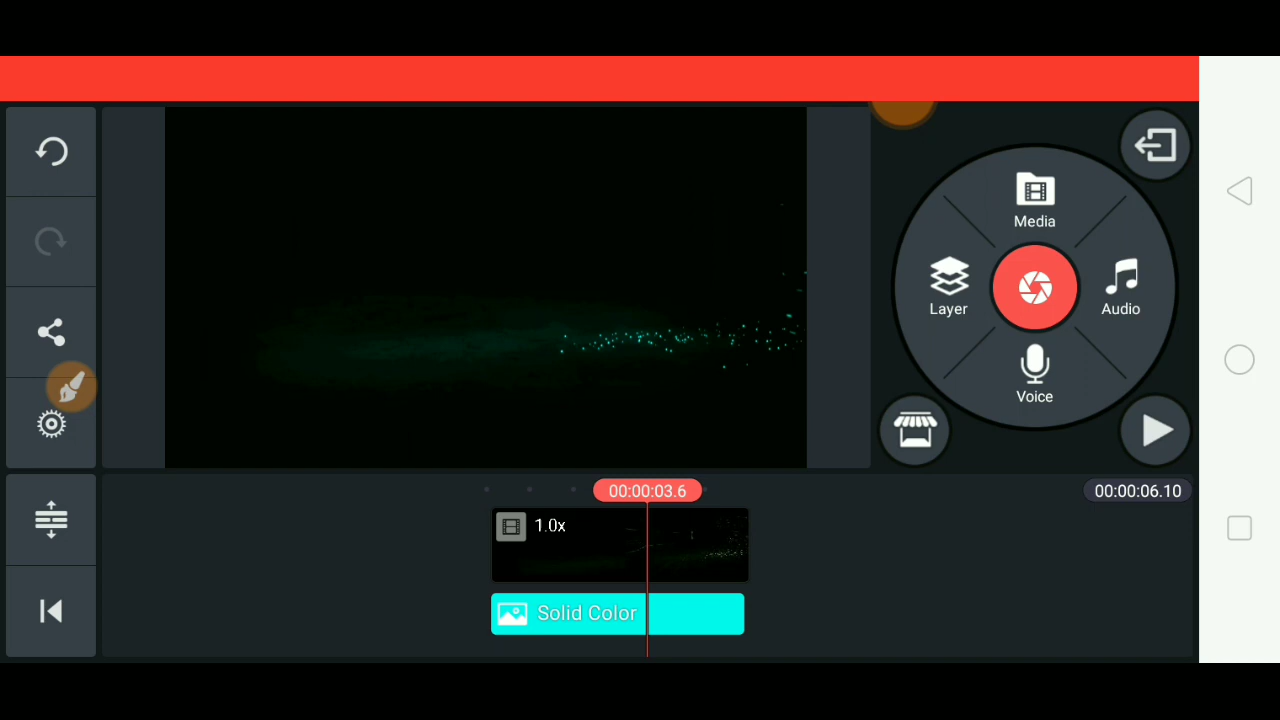 Media
Layer
Audio
Voice
00:00:03.6
00:00:06.10
1.0x
Solid Color